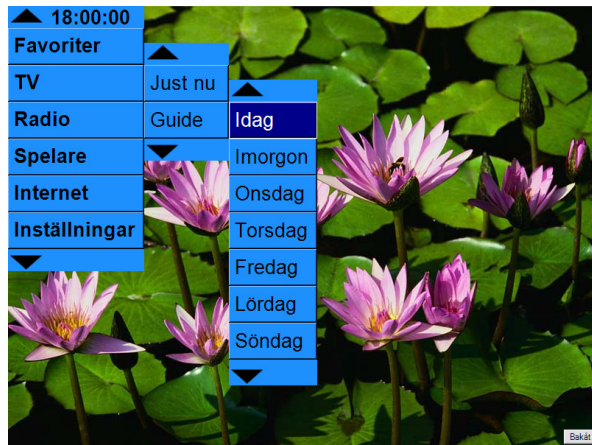 18:00:00
Favoriter
TV
Radio
Spelare
Internet
Inställningar
Just nu
Guide
Idag
Imorgon
Onsdag
Torsdag
Fredag
Lördag
Söndag
Bakåt